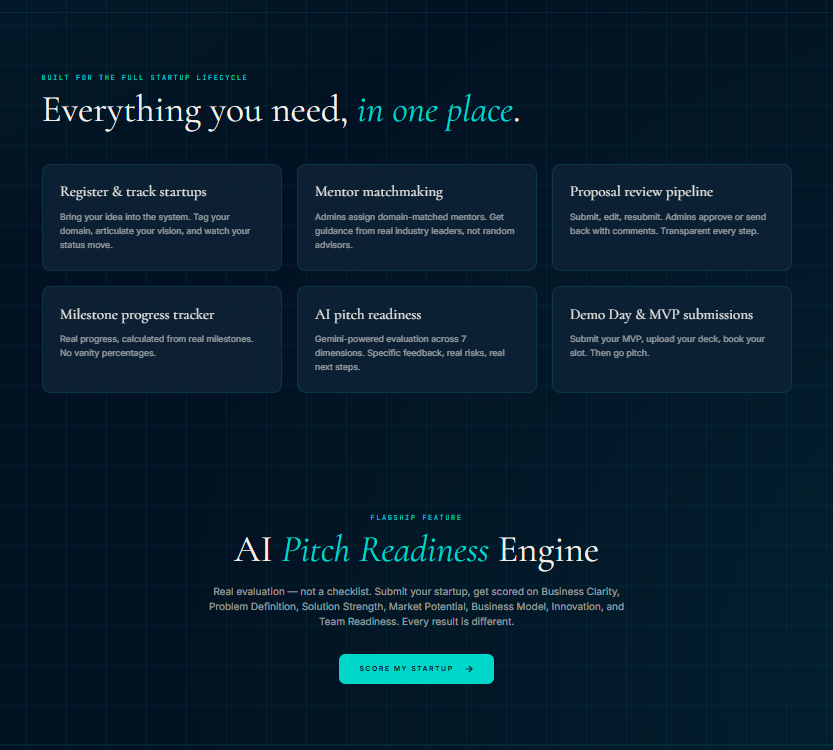 BUILT FOR THE FULL STARTUP LIFECYCLE
Everything you need, in one place.
Register & track startups
Bring your idea into the system. Tag your
domain, articulate your vision, and watch your
status move.
Mentor matchmaking
Admins assign domain-matched mentors. Get
guidance from real industry leaders, not random
advisors.
Proposal review pipeline
Submit, edit, resubmit. Admins approve or send
back with comments. Transparent every step.
Milestone progress tracker
Real progress, calculated from real milestones.
No vanity percentages.
AI pitch readiness
Gemini-powered evaluation across 7
dimensions. Specific feedback, real risks, real
next steps.
Demo Day & MVP submissions
Submit your MVP, upload your deck, book your
slot. Then go pitch.
FLAGSHIP FEATURE
AI Pitch Readiness Engine
Real evaluation — not a checklist. Submit your startup, get scored on Business Clarity,
Problem Definition, Solution Strength, Market Potential, Business Model, Innovation, and
Team Readiness. Every result is different.
SCORE MY STARTUP →